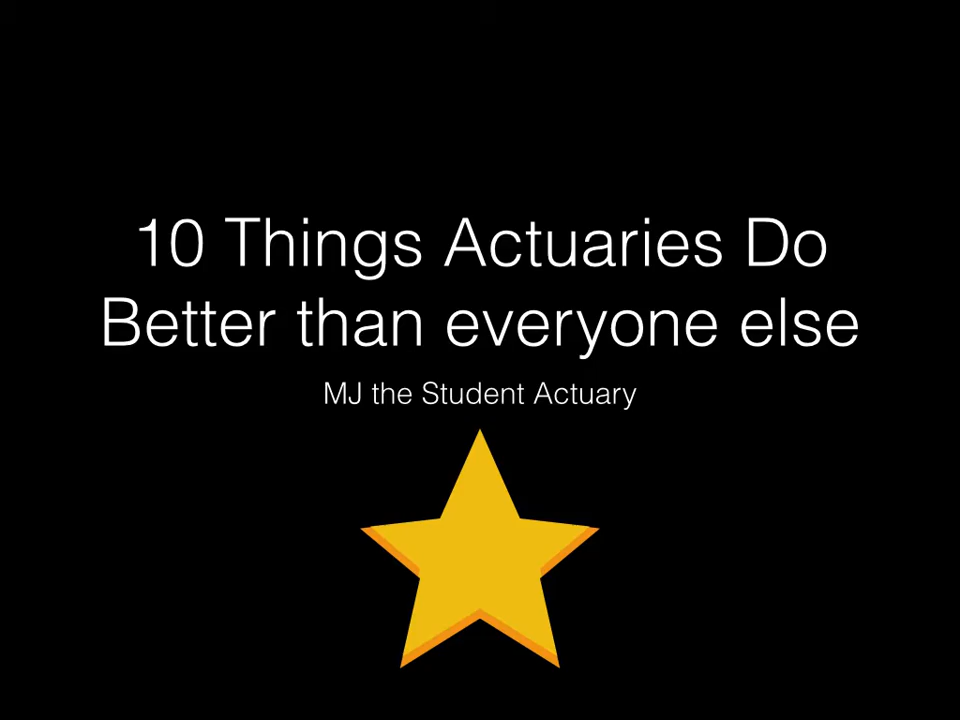 10 Things Actuaries Do
Better than everyone else
MJ the Student Actuary